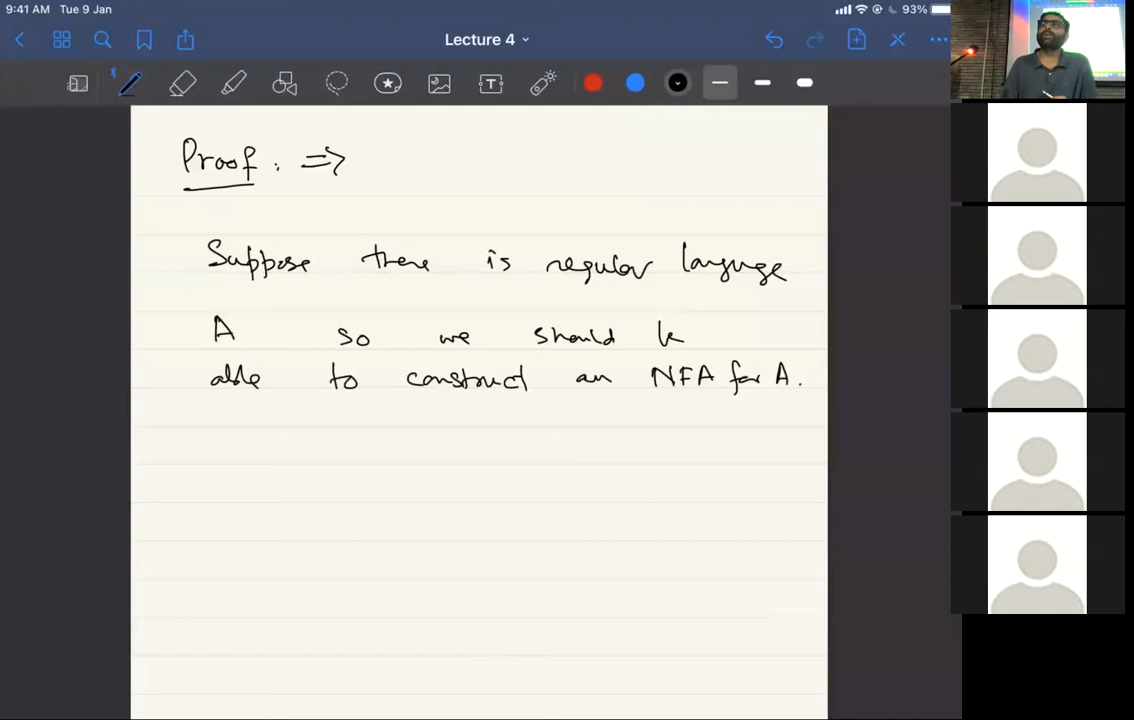 9:41 AM Tue 9 Jan
93%
Lecture 4
Proof : =>
Suppose there is regular languge
A so we should be
able to construct an NFA for A.